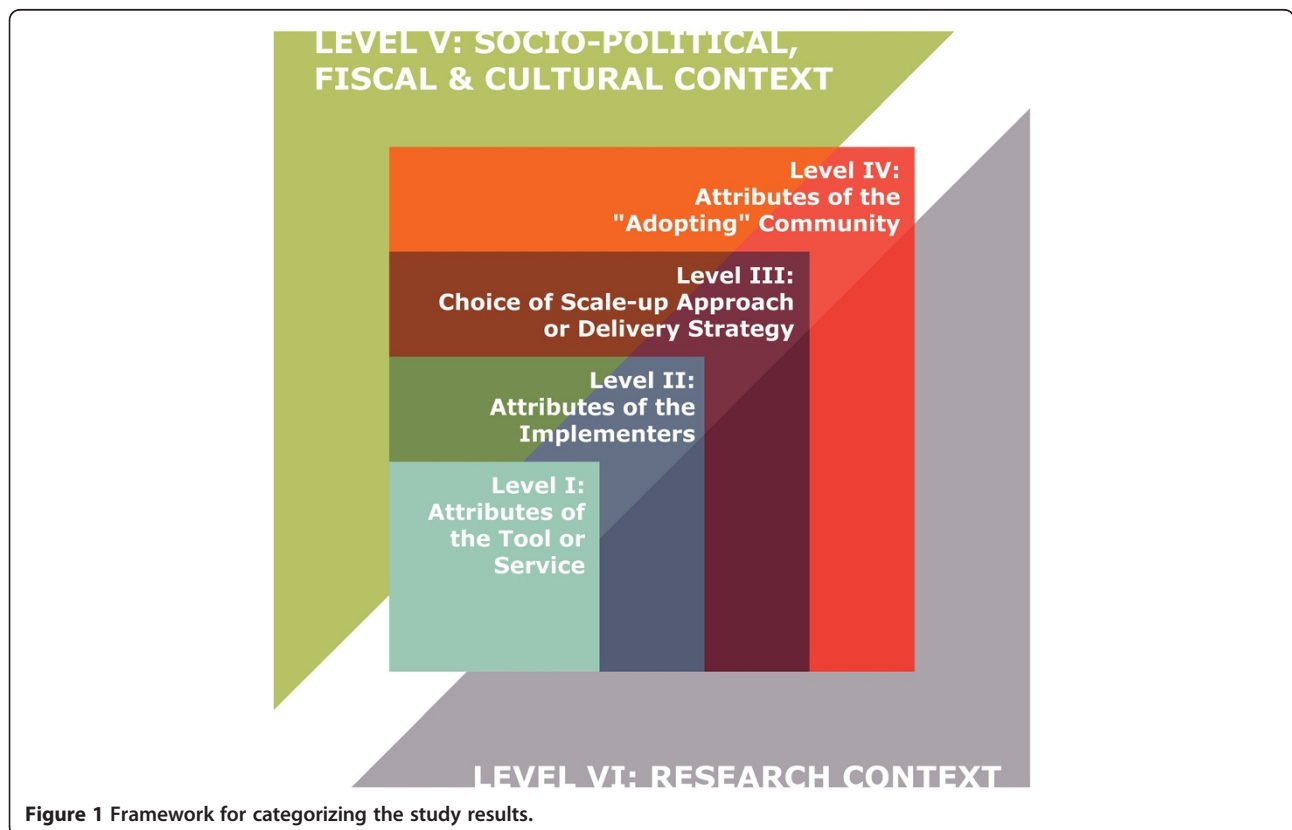 LEVEL V: SOCIO-POLITICAL,
FISCAL & CULTURAL CONTEXT
Level IV:
Attributes of the
"Adopting" Community
Level III:
Choice of Scale-up Approach
or Delivery Strategy
Level II:
Attributes of the
Implementers
Level I:
Attributes of
the Tool or
Service
LEVEL VI: RESEARCH CONTEXT
Figure 1 Framework for categorizing the study results.